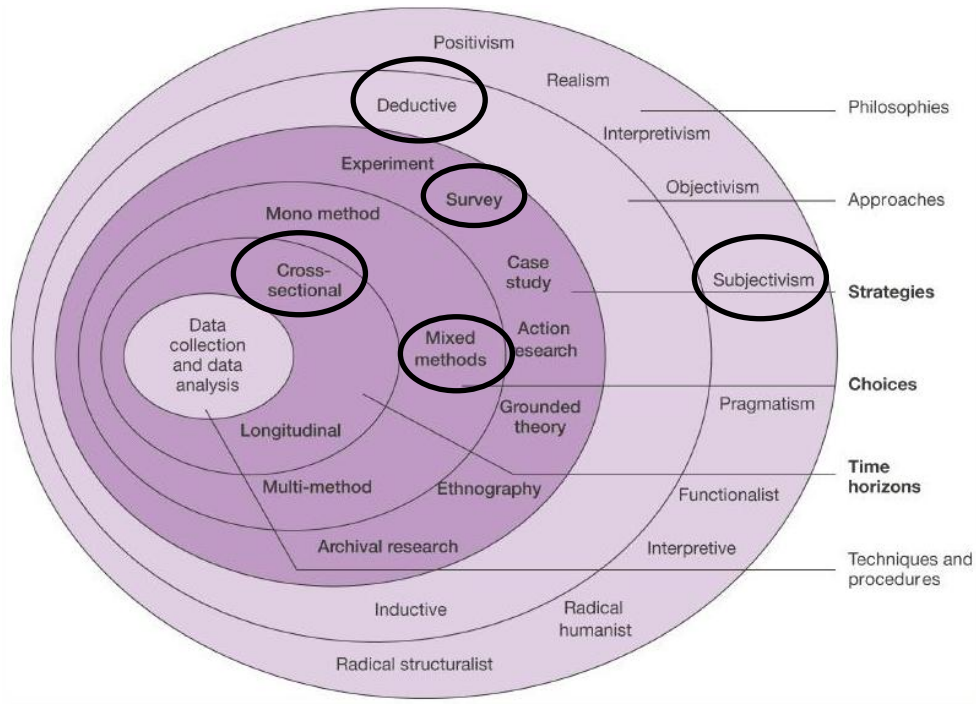 Positivism
Realism
Deductive
Philosophies
Interpretivism
Experiment
Objectivism
Survey
Approaches
Mono method
Cross-
sectional
Case
study
Subjectivism
Strategies
Data
collection
and data
analysis
Mixed
methods
Action
esearch
Choices
Grounded
theory
Pragmatism
Longitudinal
Time
horizons
Multi-method
Ethnography
Functionalist
Archival research
Interpretive
Techniques and
procedures
Inductive
Radical
humanist
Radical structuralist